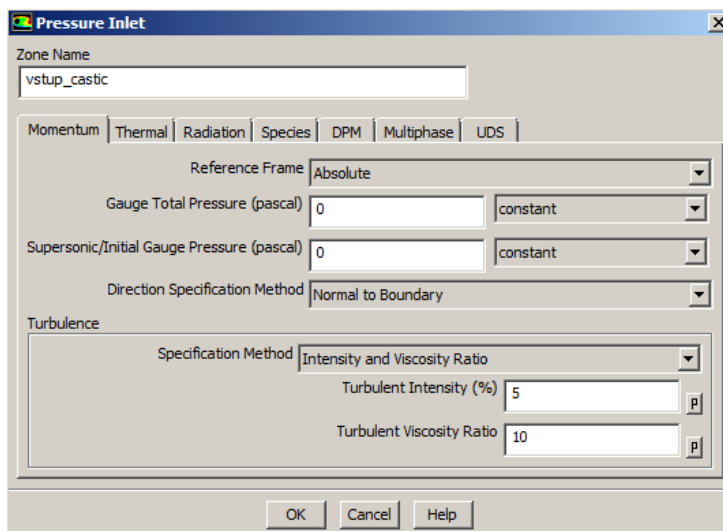 Pressure Inlet
Zone Name
vstup_castic
Momentum Thermal Radiation Species DPM Multiphase UDS
Reference Frame Absolute
Gauge Total Pressure (pascal) 0 constant
Supersonic/Initial Gauge Pressure (pascal) 0 constant
Direction Specification Method Normal to Boundary
Turbulence
Specification Method Intensity and Viscosity Ratio
Turbulent Intensity (%) 5 P
Turbulent Viscosity Ratio 10 P
OK Cancel Help